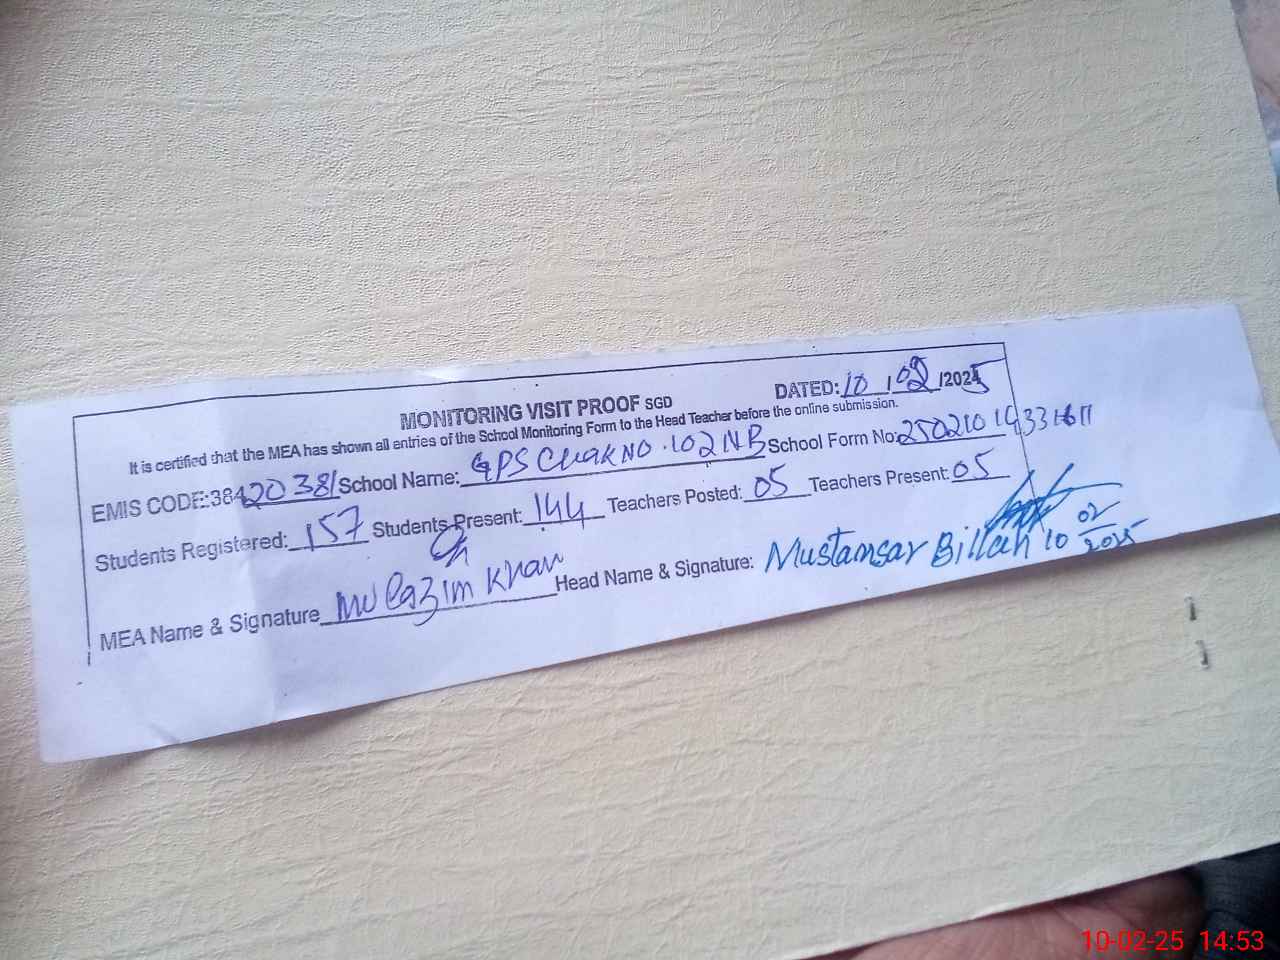 MONITORING VISIT PROOF SGD DATED: 10/02/2025
It is certified that the MEA has shown all entries of the School Monitoring Form to the Head Teacher before the online submission.
EMIS CODE:38420381 School Name: GPS Chak NO.102 NB School Form No: 25021014331611
Students Registered: 157 Students Present: 144 Teachers Posted: 05 Teachers Present: 05
MEA Name & Signature Mulazim Khan Head Name & Signature: Mustamsar Billah 10 02/2025
10-02-25 14:53